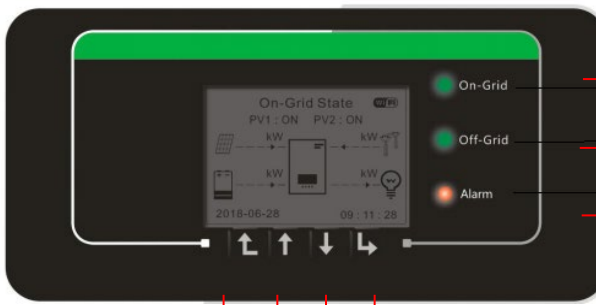 On-Grid State WiFi
PV1 : ON PV2 : ON
kW kW
kW kW
2018-06-28 09 : 11 : 28
On-Grid
Off-Grid
Alarm